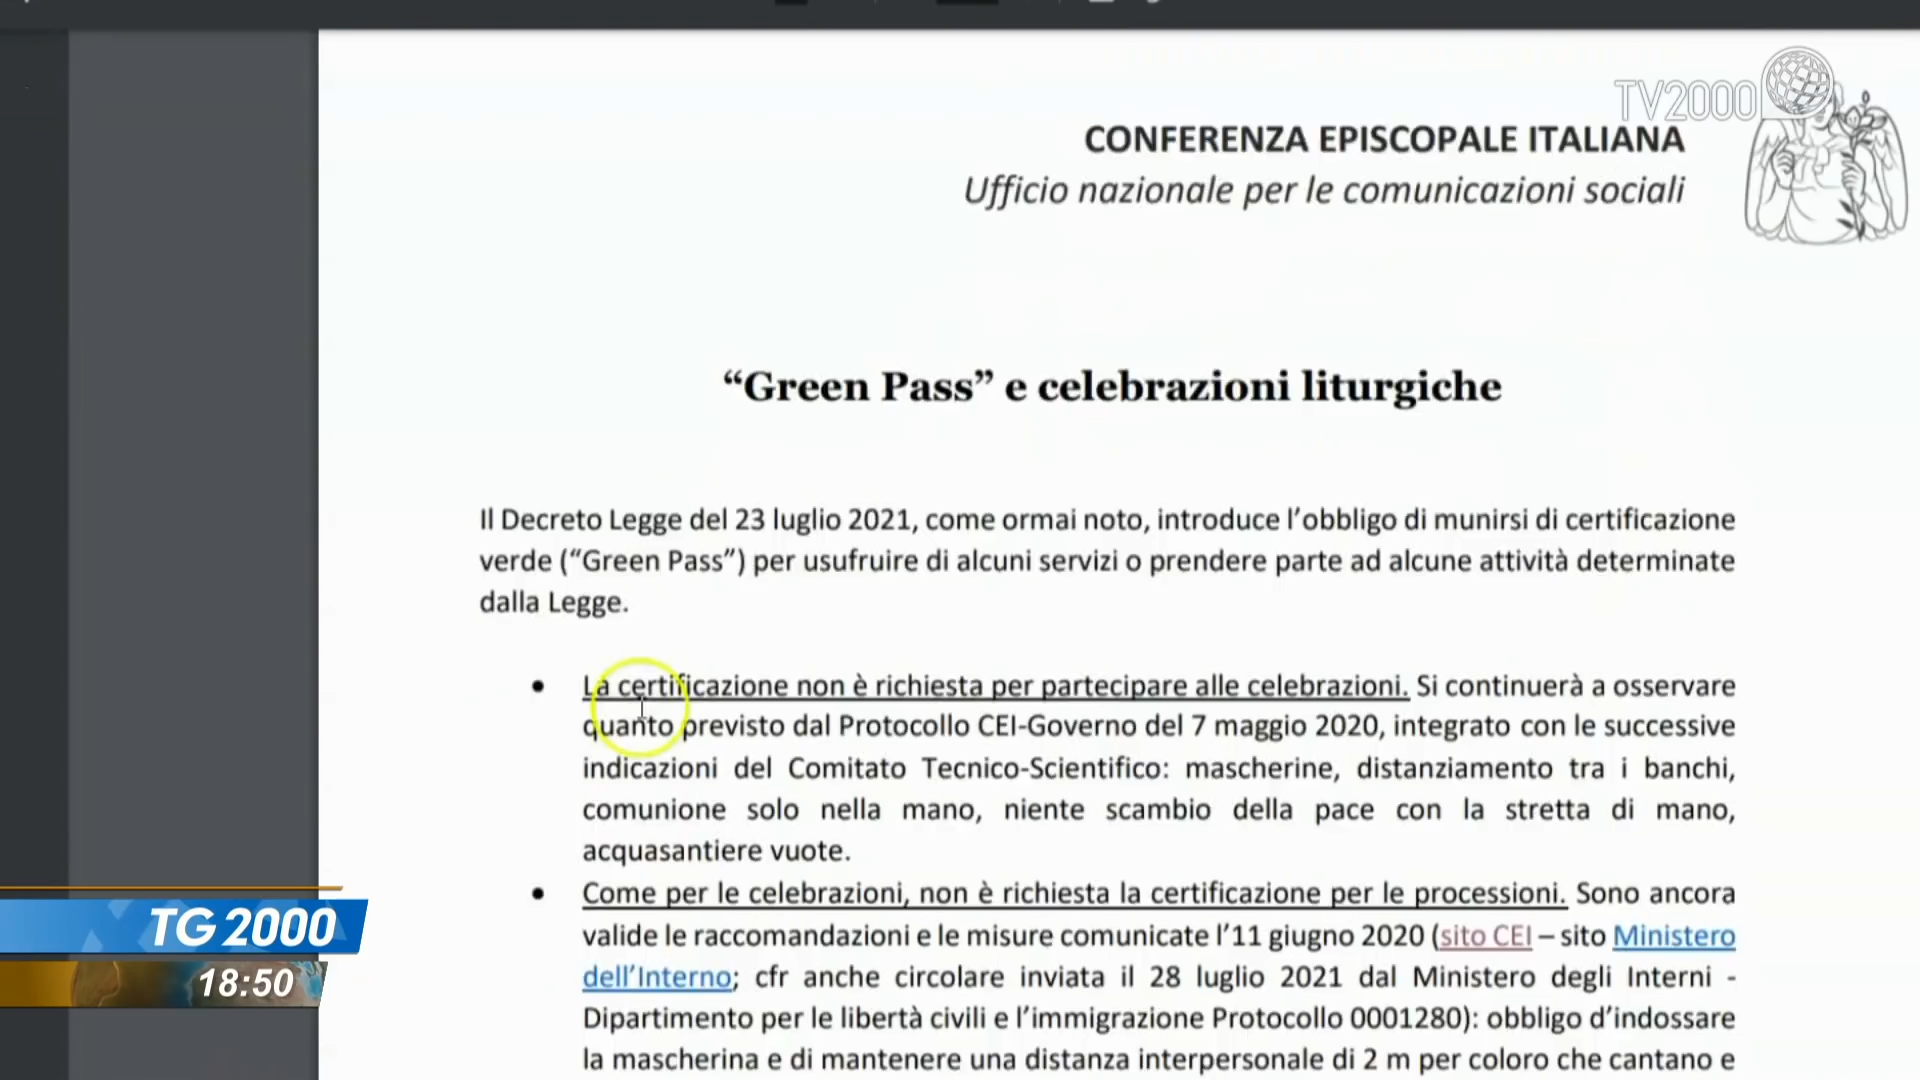 TV2000
CONFERENZA EPISCOPALE ITALIANA
Ufficio nazionale per le comunicazioni sociali
“Green Pass” e celebrazioni liturgiche
Il Decreto Legge del 23 luglio 2021, come ormai noto, introduce l’obbligo di munirsi di certificazione
verde (“Green Pass”) per usufruire di alcuni servizi o prendere parte ad alcune attività determinate
dalla Legge.
• La certificazione non è richiesta per partecipare alle celebrazioni. Si continuerà a osservare
quanto previsto dal Protocollo CEI-Governo del 7 maggio 2020, integrato con le successive
indicazioni del Comitato Tecnico-Scientifico: mascherine, distanziamento tra i banchi,
comunione solo nella mano, niente scambio della pace con la stretta di mano,
acquasantiere vuote.
• Come per le celebrazioni, non è richiesta la certificazione per le processioni. Sono ancora
valide le raccomandazioni e le misure comunicate l’11 giugno 2020 (sito CEI – sito Ministero
dell’Interno; cfr anche circolare inviata il 28 luglio 2021 dal Ministero degli Interni -
Dipartimento per le libertà civili e l’immigrazione Protocollo 0001280): obbligo d’indossare
la mascherina e di mantenere una distanza interpersonale di 2 m per coloro che cantano e
TG 2000
18:50